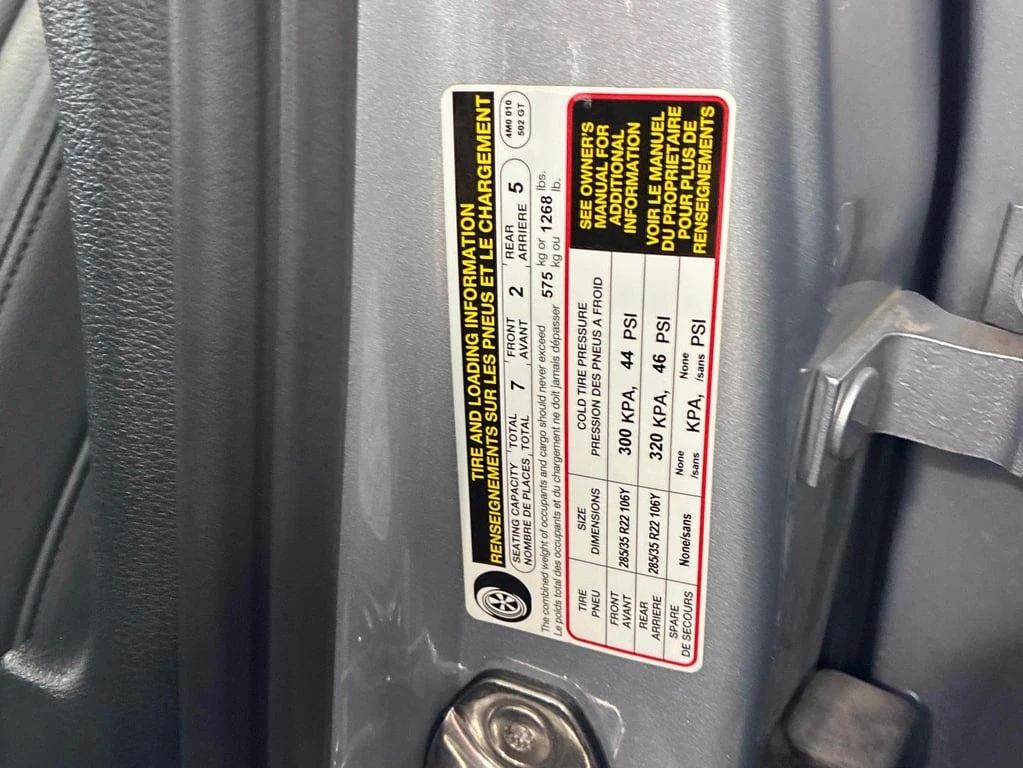 TIRE AND LOADING INFORMATION
RENSEIGNEMENTS SUR LES PNEUS ET LE CHARGEMENT
SEATING CAPACITY TOTAL 7 FRONT 2 REAR 5
NOMBRE DE PLACES TOTAL AVANT ARRIERE
4M0 010
502 GT
The combined weight of occupants and cargo should never exceed 575 kg or 1268 lbs.
Le poids total des occupants et du chargement ne doit jamais dépasser kg ou lb.
TIRE SIZE COLD TIRE PRESSURE
PNEU DIMENSIONS PRESSION DES PNEUS A FROID
FRONT
AVANT 285/35 R22 106Y 300 KPA, 44 PSI
REAR
ARRIERE 285/35 R22 106Y 320 KPA, 46 PSI
SPARE
DE SECOURS None/sans None/sans KPA, None/sans PSI
SEE OWNER'S
MANUAL FOR
ADDITIONAL
INFORMATION
VOIR LE MANUEL
DU PROPRIETAIRE
POUR PLUS DE
RENSEIGNEMENTS